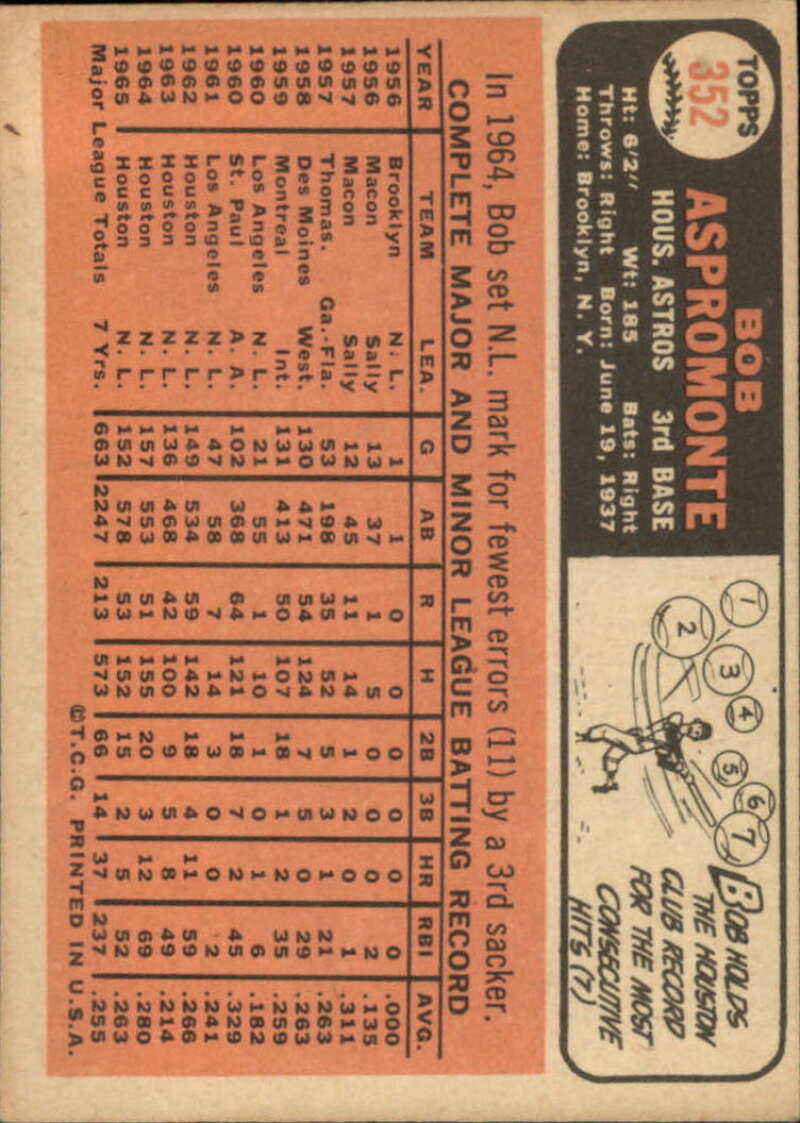 TOPPS
352
BOB
ASPROMONTE
HOUS. ASTROS 3rd BASE
Ht: 6'2" Wt: 185 Bats: Right
Throws: Right Born: June 19, 1937
Home: Brooklyn, N. Y.
1 2 3 4 5 6 7
BOB HOLDS
THE HOUSTON
CLUB RECORD
FOR THE MOST
CONSECUTIVE
HITS (7)
In 1964, Bob set N.L. mark for fewest errors (11) by a 3rd sacker.
COMPLETE MAJOR AND MINOR LEAGUE BATTING RECORD
YEAR TEAM LEA. G AB R H 2B 3B HR RBI AVG.
1956 Brooklyn N. L. 1 1 0 0 0 0 0 0 .000
1956 Macon Sally 13 37 1 5 0 0 0 2 .135
1957 Macon Sally 12 45 11 14 1 2 0 1 .311
1957 Thomas. Ga.-Fla. 53 198 35 52 5 3 1 21 .263
1958 Des Moines West. 130 471 54 124 7 5 0 29 .263
1959 Montreal Int. 131 413 50 107 18 1 2 35 .259
1960 Los Angeles N. L. 21 55 1 10 1 0 1 6 .182
1960 St. Paul A. A. 102 368 64 121 18 7 2 45 .329
1961 Los Angeles N. L. 47 58 7 14 3 0 0 2 .241
1962 Houston N. L. 149 534 59 142 18 4 11 59 .266
1963 Houston N. L. 136 468 42 100 9 5 8 49 .214
1964 Houston N. L. 157 553 51 155 20 3 12 69 .280
1965 Houston N. L. 152 578 53 152 15 2 5 52 .263
Major League Totals 7 Yrs. 663 2247 213 573 66 14 37 237 .255
©T.C.G. PRINTED IN U.S.A.